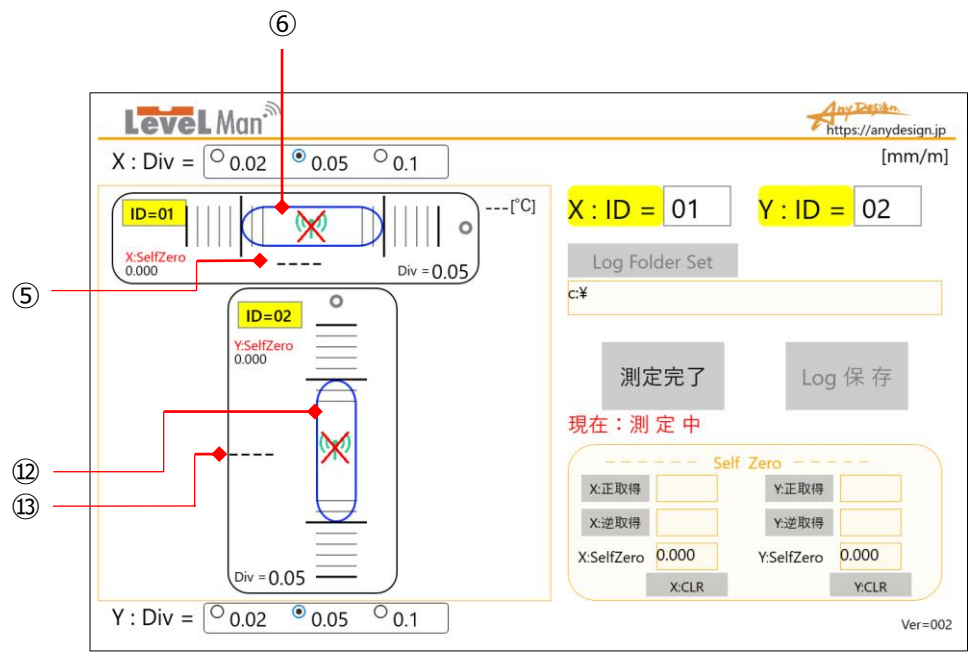 ⑥
LeveL Man
AnyDesign
https://anydesign.jp
X : Div = 0.02 0.05 0.1
[mm/m]
ID=01
---[°C]
X:SelfZero
0.000
----
Div = 0.05
⑤
X : ID = 01
Y : ID = 02
Log Folder Set
c:¥
ID=02
Y:SelfZero
0.000
測定完了
Log 保 存
現在：測 定 中
⑫
⑬
----
------ Self Zero -----
X:正取得
Y:正取得
X:逆取得
Y:逆取得
X:SelfZero 0.000
Y:SelfZero 0.000
X:CLR
Y:CLR
Div = 0.05
Y : Div = 0.02 0.05 0.1
Ver=002